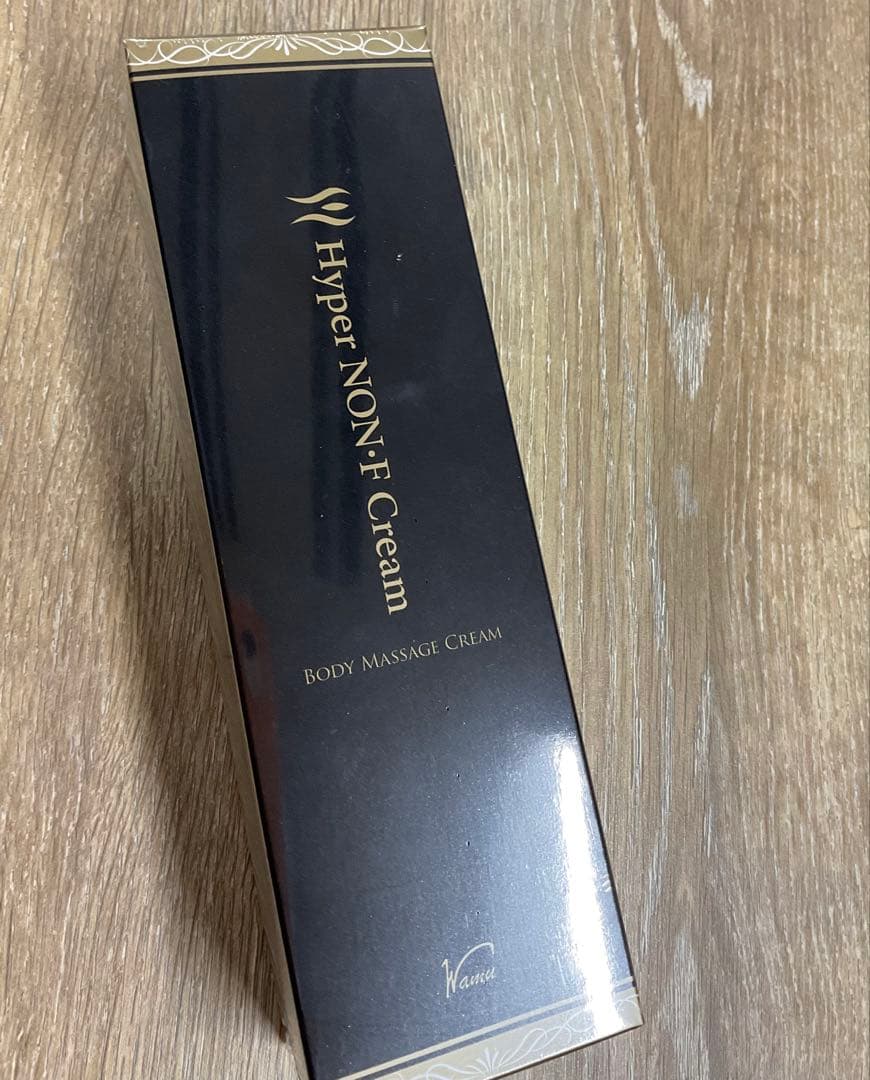 Hyper NON·F Cream
BODY MASSAGE CREAM
Wamu